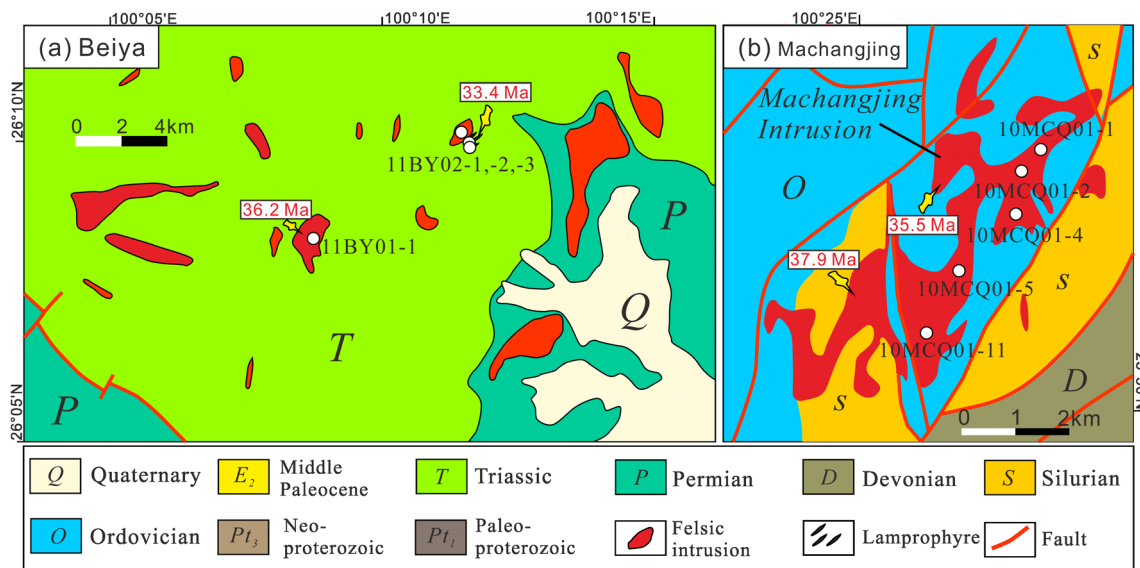 100°05'E
100°10'E
100°15'E
100°25'E
(a) Beiya
26°10'N
26°05'N
0 2 4km
33.4 Ma
11BY02-1,-2,-3
36.2 Ma
11BY01-1
P
Q
T
P
(b) Machangjing
S
Machangjing
Intrusion
10MCQ01-1
O
10MCQ01-2
35.5 Ma
10MCQ01-4
37.9 Ma
S
10MCQ01-5
10MCQ01-11
D
S
0 1 2km
Q Quaternary
E2 Middle
Paleocene
T Triassic
P Permian
D Devonian
S Silurian
O Ordovician
Pt3 Neo-
proterozoic
Pt1 Paleo-
proterozoic
Felsic
intrusion
Lamprophyre
Fault